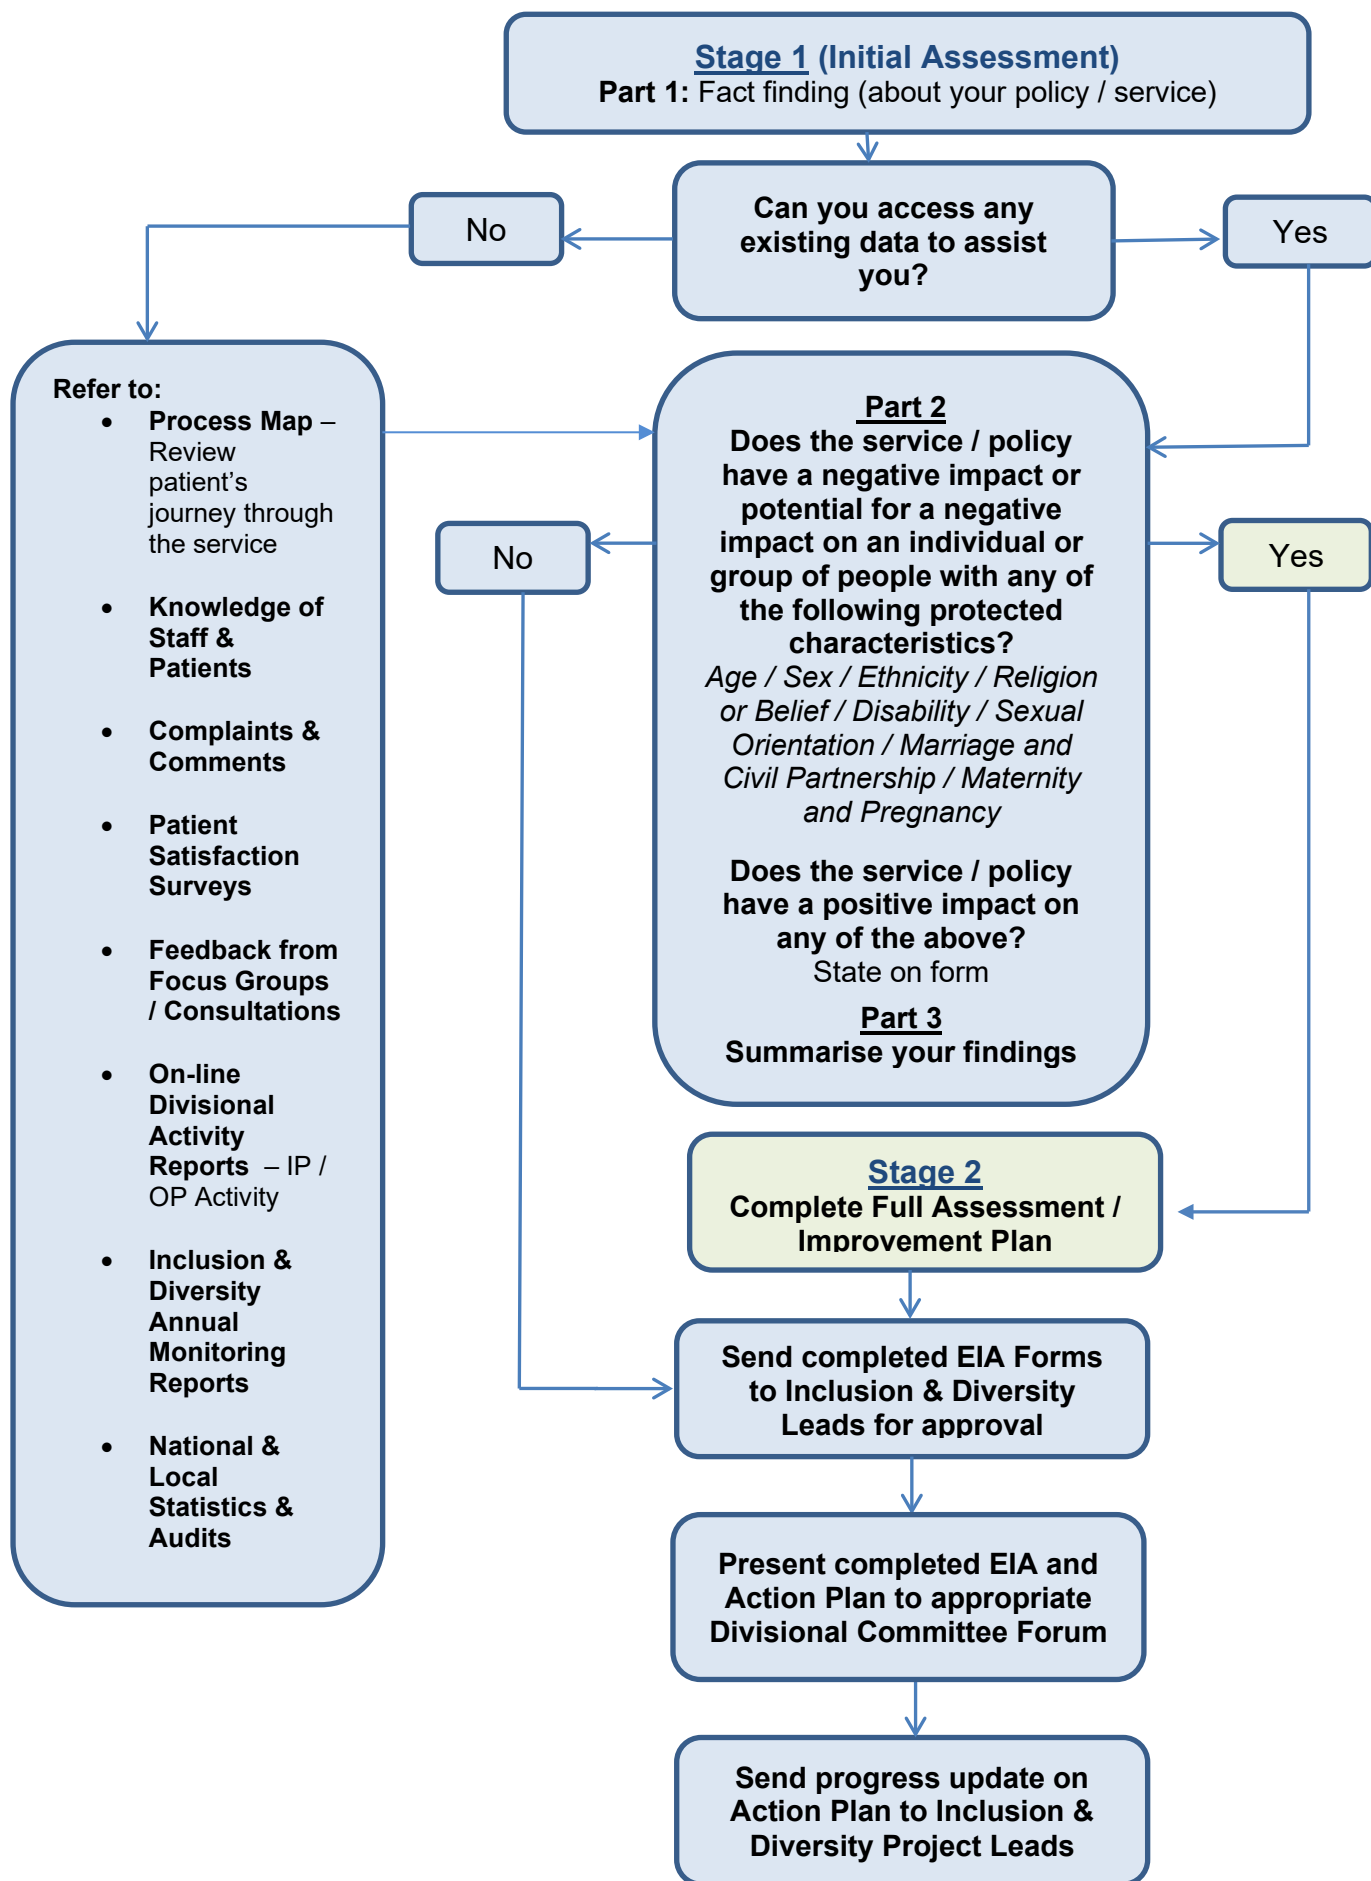 Stage 1 (Initial Assessment)
Part 1: Fact finding (about your policy / service)
Can you access any
existing data to assist
you?
No
Yes
Refer to:
• Process Map –
Review
patient’s
journey through
the service
• Knowledge of
Staff &
Patients
• Complaints &
Comments
• Patient
Satisfaction
Surveys
• Feedback from
Focus Groups
/ Consultations
• On-line
Divisional
Activity
Reports – IP /
OP Activity
• Inclusion &
Diversity
Annual
Monitoring
Reports
• National &
Local
Statistics &
Audits
Part 2
Does the service / policy
have a negative impact or
potential for a negative
impact on an individual or
group of people with any of
the following protected
characteristics?
Age / Sex / Ethnicity / Religion
or Belief / Disability / Sexual
Orientation / Marriage and
Civil Partnership / Maternity
and Pregnancy
Does the service / policy
have a positive impact on
any of the above?
State on form
Part 3
Summarise your findings
No
Yes
Stage 2
Complete Full Assessment /
Improvement Plan
Send completed EIA Forms
to Inclusion & Diversity
Leads for approval
Present completed EIA and
Action Plan to appropriate
Divisional Committee Forum
Send progress update on
Action Plan to Inclusion &
Diversity Project Leads